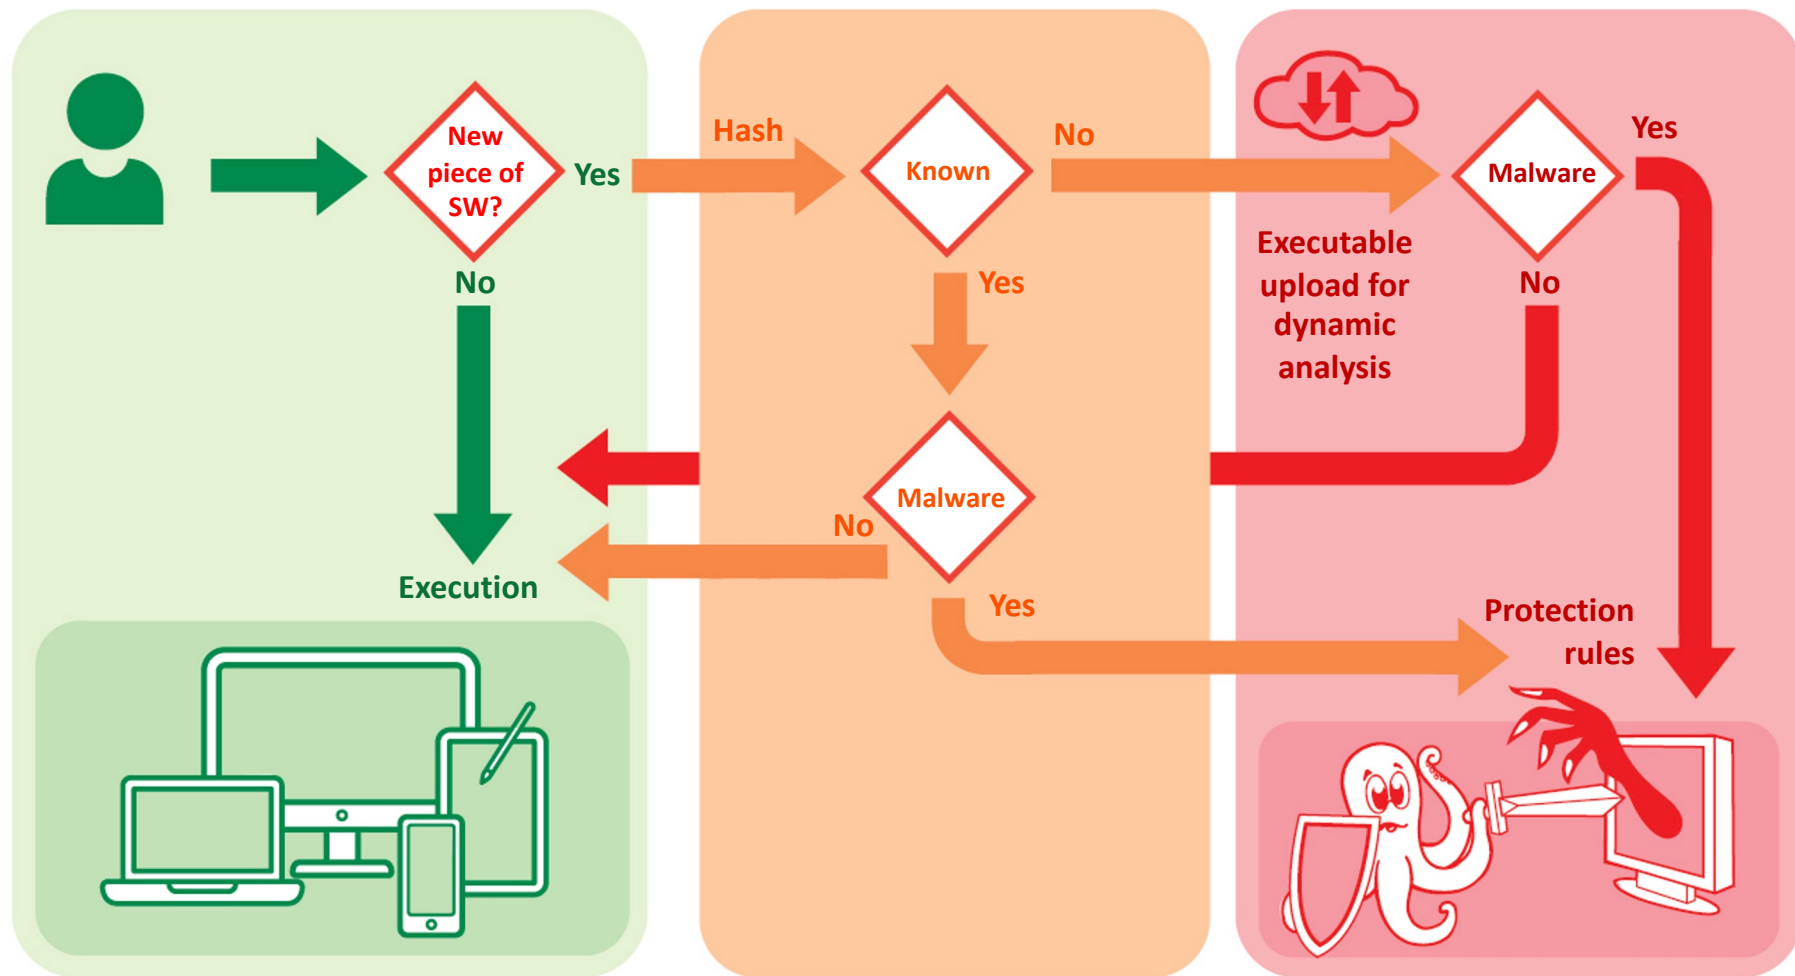 New
piece of
SW?
Yes
No
Execution
Hash
Known
No
Yes
Malware
No
Yes
Executable
upload for
dynamic
analysis
Malware
Yes
No
Protection
rules